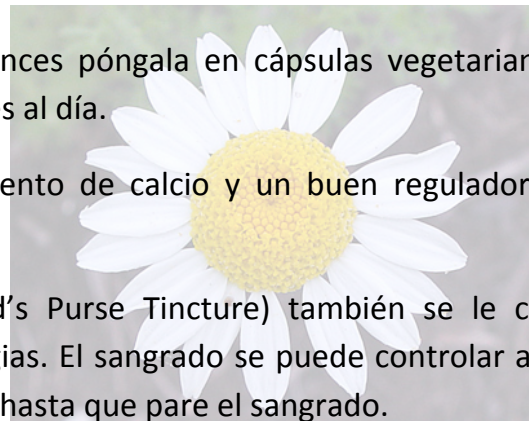 nces póngala en cápsulas vegetarian
s al día.
ento de calcio y un buen regulador
d's Purse Tincture) también se le c
gias. El sangrado se puede controlar a
hasta que pare el sangrado.